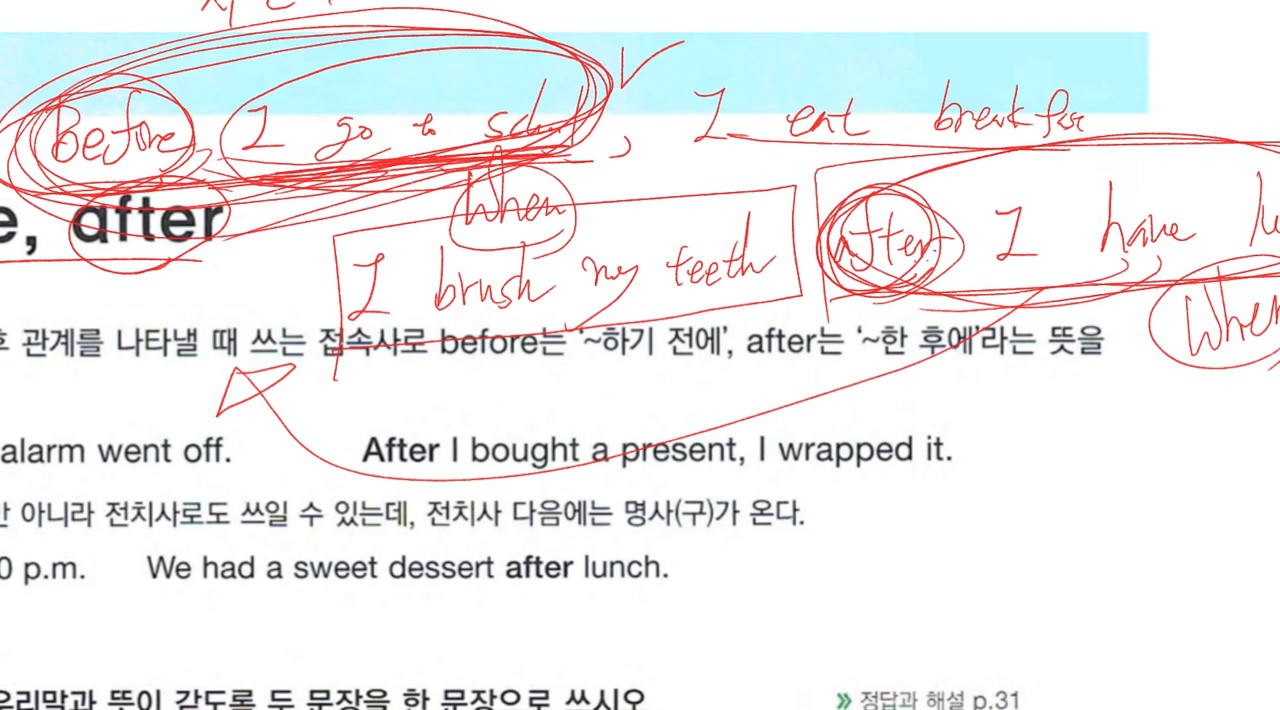 Before I go to school, I eat breakfas
e, after
When
I brush my teeth
After I have lu
When
후 관계를 나타낼 때 쓰는 접속사로 before는 ‘~하기 전에’, after는 ‘~한 후에’라는 뜻을
alarm went off. After I bought a present, I wrapped it.
만 아니라 전치사로도 쓰일 수 있는데, 전치사 다음에는 명사(구)가 온다.
0 p.m. We had a sweet dessert after lunch.
우리말과 뜻이 같도록 두 문장을 한 문장으로 쓰시오.
» 정답과 해설 p.31